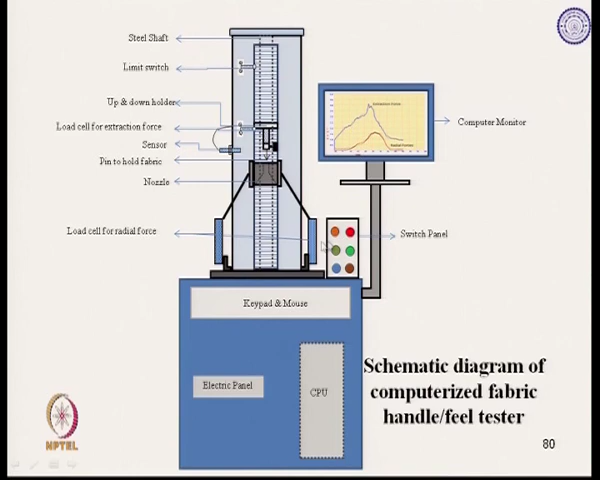 Steel Shaft
Limit switch
Up & down holder
Load cell for extraction force
Sensor
Pin to hold fabric
Nozzle
Load cell for radial force
Computer Monitor
Switch Panel
Keypad & Mouse
Electric Panel
CPU
Schematic diagram of
computerized fabric
handle/feel tester
NPTEL
80